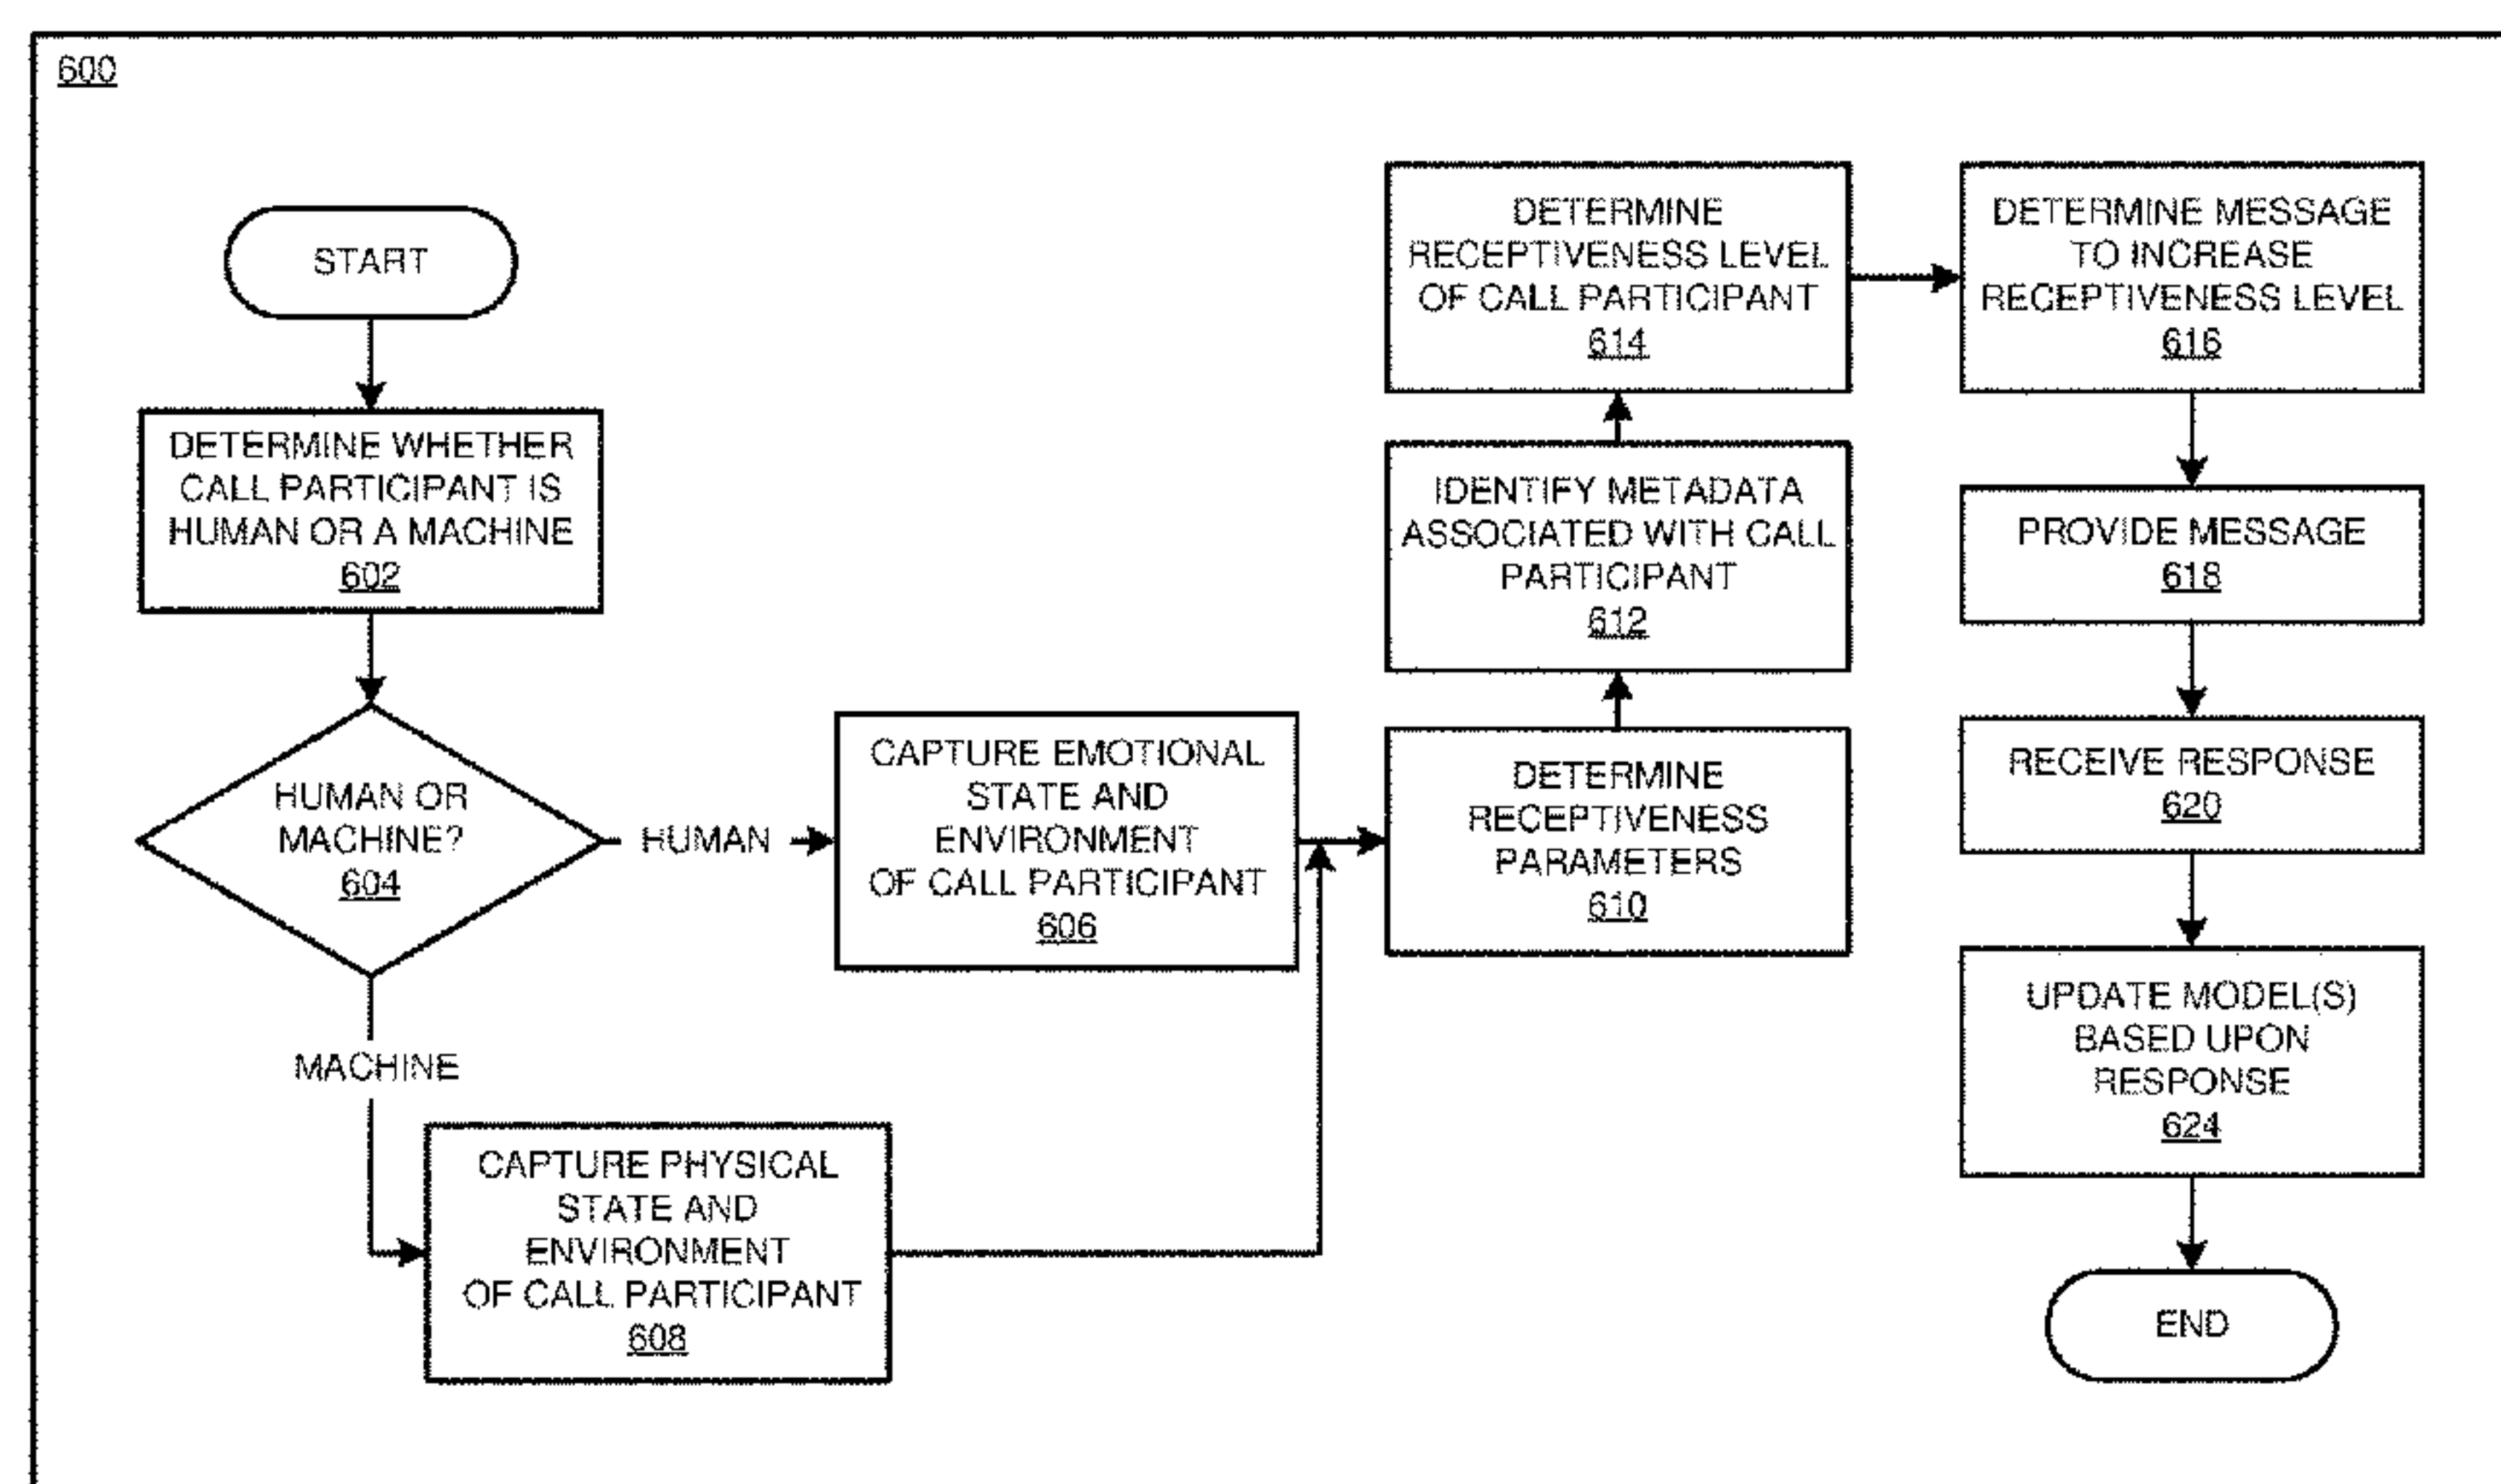 600
START
DETERMINE WHETHER
CALL PARTICIPANT IS
HUMAN OR A MACHINE
602
HUMAN OR
MACHINE?
604
HUMAN
MACHINE
CAPTURE EMOTIONAL
STATE AND
ENVIRONMENT
OF CALL PARTICIPANT
606
CAPTURE PHYSICAL
STATE AND
ENVIRONMENT
OF CALL PARTICIPANT
608
DETERMINE
RECEPTIVENESS
PARAMETERS
610
IDENTIFY METADATA
ASSOCIATED WITH CALL
PARTICIPANT
612
DETERMINE
RECEPTIVENESS LEVEL
OF CALL PARTICIPANT
614
DETERMINE MESSAGE
TO INCREASE
RECEPTIVENESS LEVEL
616
PROVIDE MESSAGE
618
RECEIVE RESPONSE
620
UPDATE MODEL(S)
BASED UPON
RESPONSE
624
END